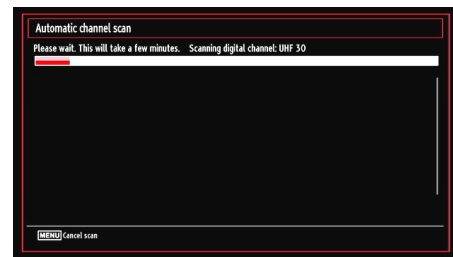 Automatic channel scan
Please wait. This will take a few minutes. Scanning digital channel: UHF 30
MENU Cancel scan